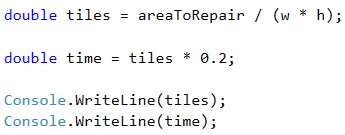 double tiles = areaToRepair / (w * h);
double time = tiles * 0.2;
Console.WriteLine(tiles);
Console.WriteLine(time);